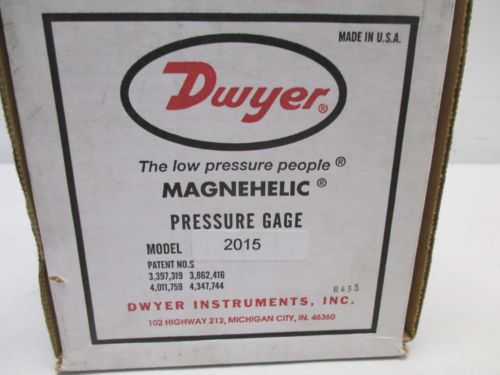 MADE IN U.S.A.
Dwyer®
The low pressure people®
MAGNEHELIC®
PRESSURE GAGE
MODEL 2015
PATENT NO.S
3,397,319 3,862,416
4,011,759 4,347,744
R435
DWYER INSTRUMENTS, INC.
102 HIGHWAY 212, MICHIGAN CITY, IN. 46360